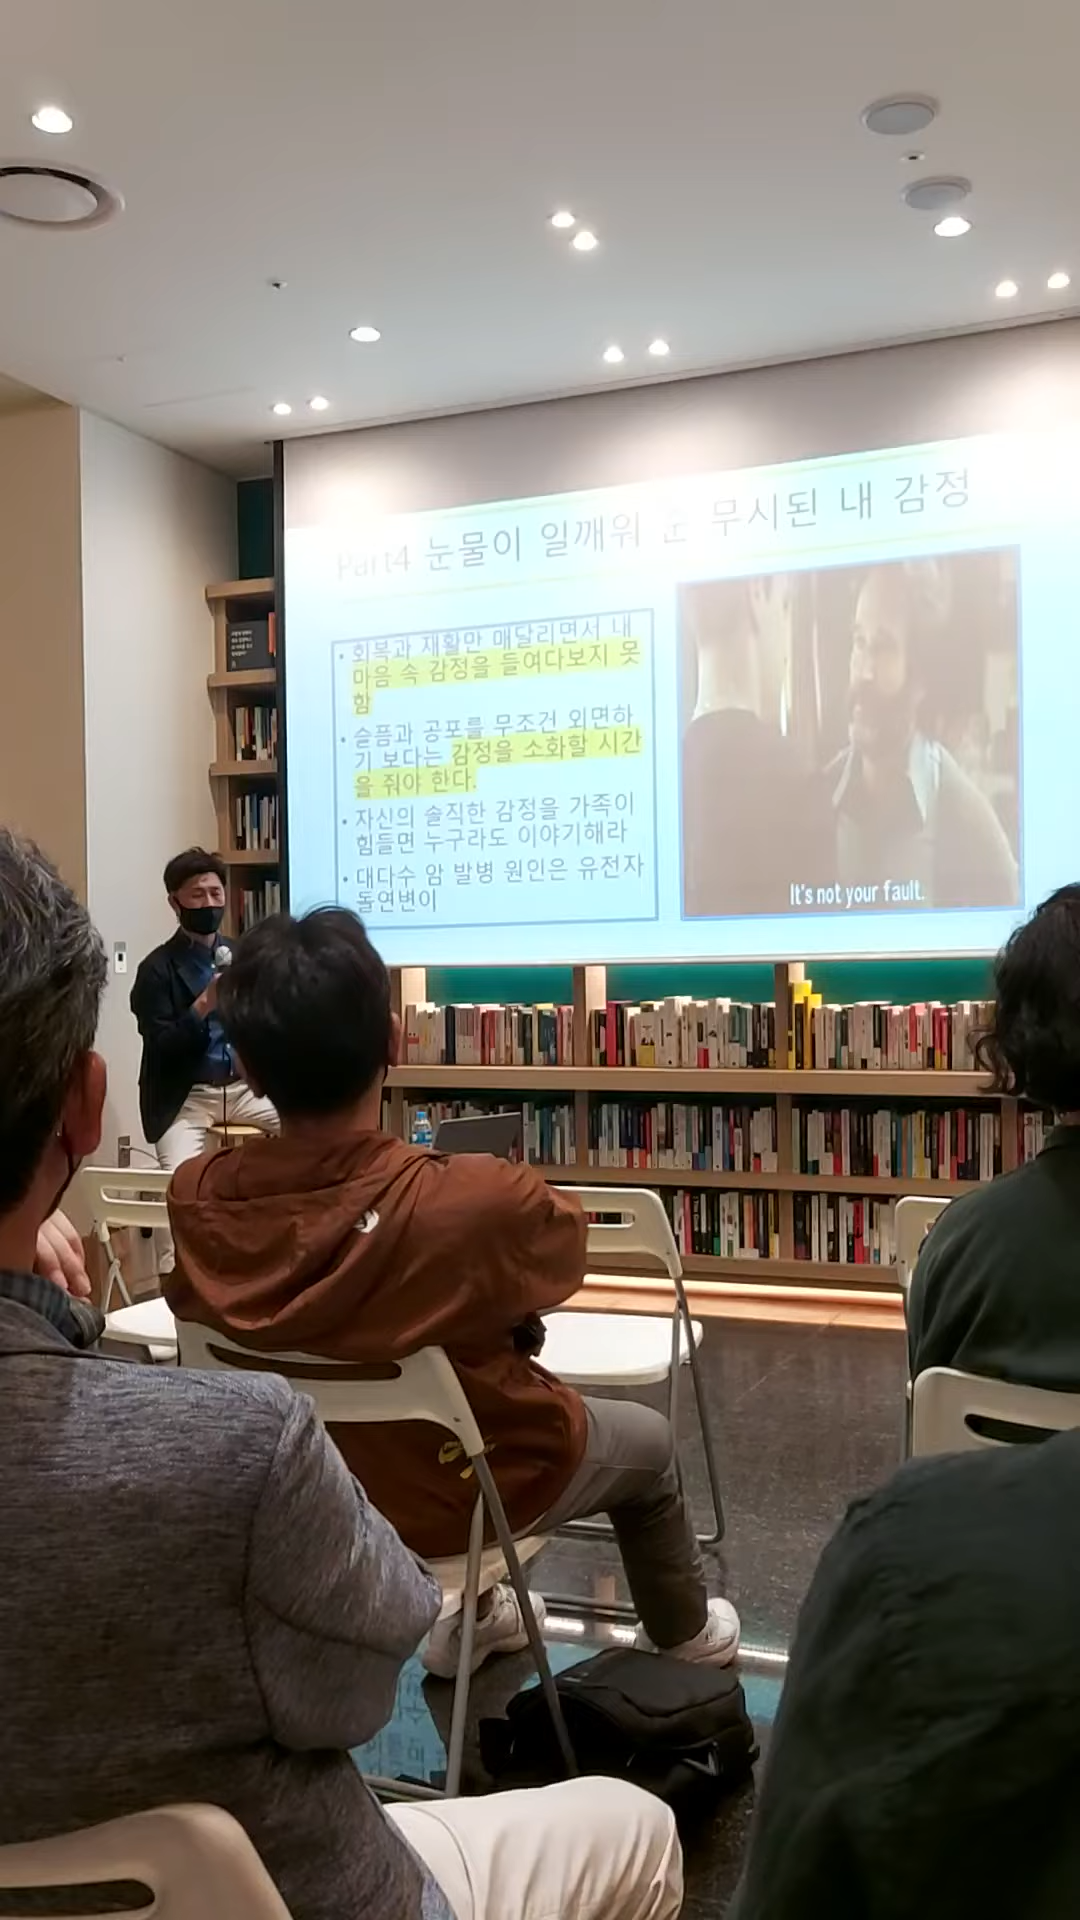 Part4 눈물이 일깨워 준 무시된 내 감정
• 회복과 재활만 매달리면서 내
마음 속 감정을 들여다보지 못
함
• 슬픔과 공포를 무조건 외면하
기 보다는 감정을 소화할 시간
을 줘야 한다.
• 자신의 솔직한 감정을 가족이
힘들면 누구라도 이야기해라
• 대다수 암 발병 원인은 유전자
돌연변이
It's not your fault.